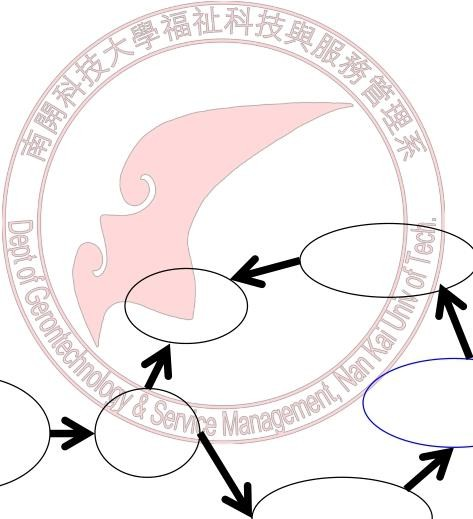 南開科技大學福祉科技與服務管理系
Dept of Gerontechnology & Service Management, Nan Kai Univ of Tech.